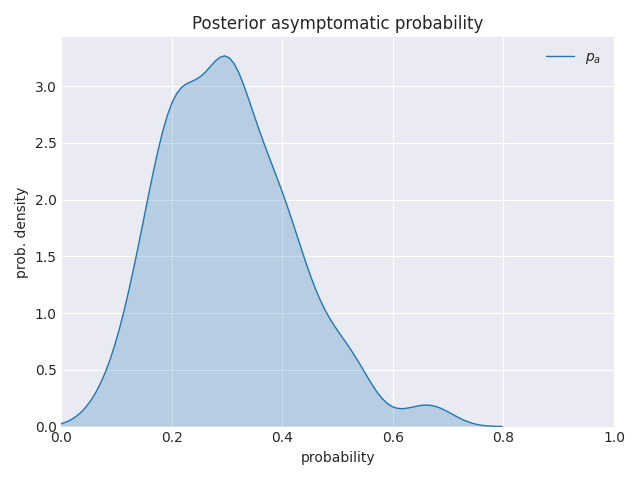 Posterior asymptomatic probability
pₐ
prob. density
3.0
2.5
2.0
1.5
1.0
0.5
0.0
0.0 0.2 0.4 0.6 0.8 1.0
probability